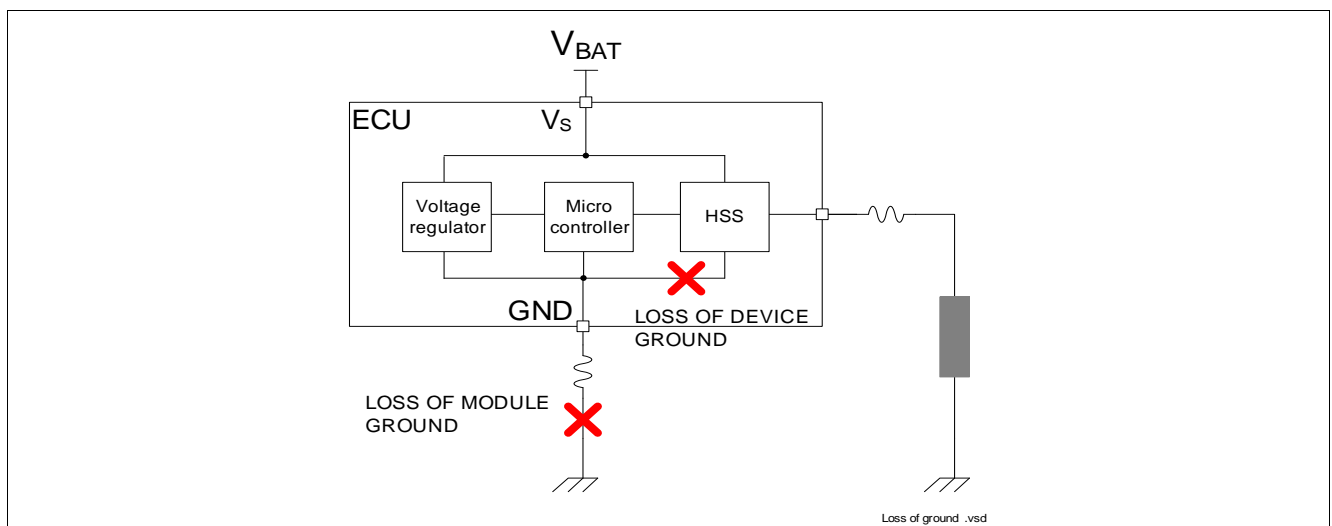 VBAT
ECU
VS
Voltage
regulator
Micro
controller
HSS
GND
LOSS OF DEVICE
GROUND
LOSS OF MODULE
GROUND
Loss of ground .vsd